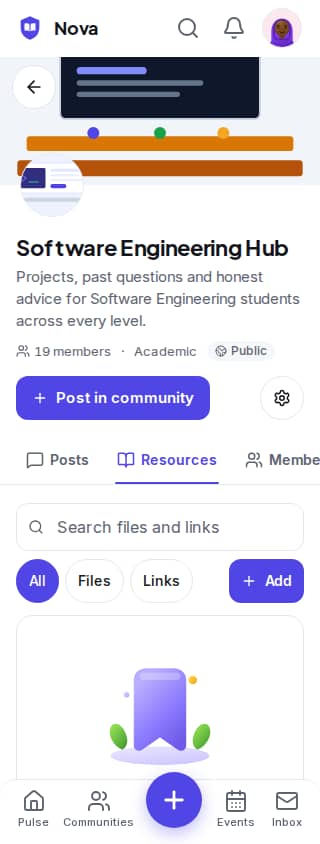 Nova
Software Engineering Hub
Projects, past questions and honest
advice for Software Engineering students
across every level.
19 members · Academic Public
Post in community
Posts Resources Membe
Search files and links
All Files Links Add
Pulse Communities Events Inbox